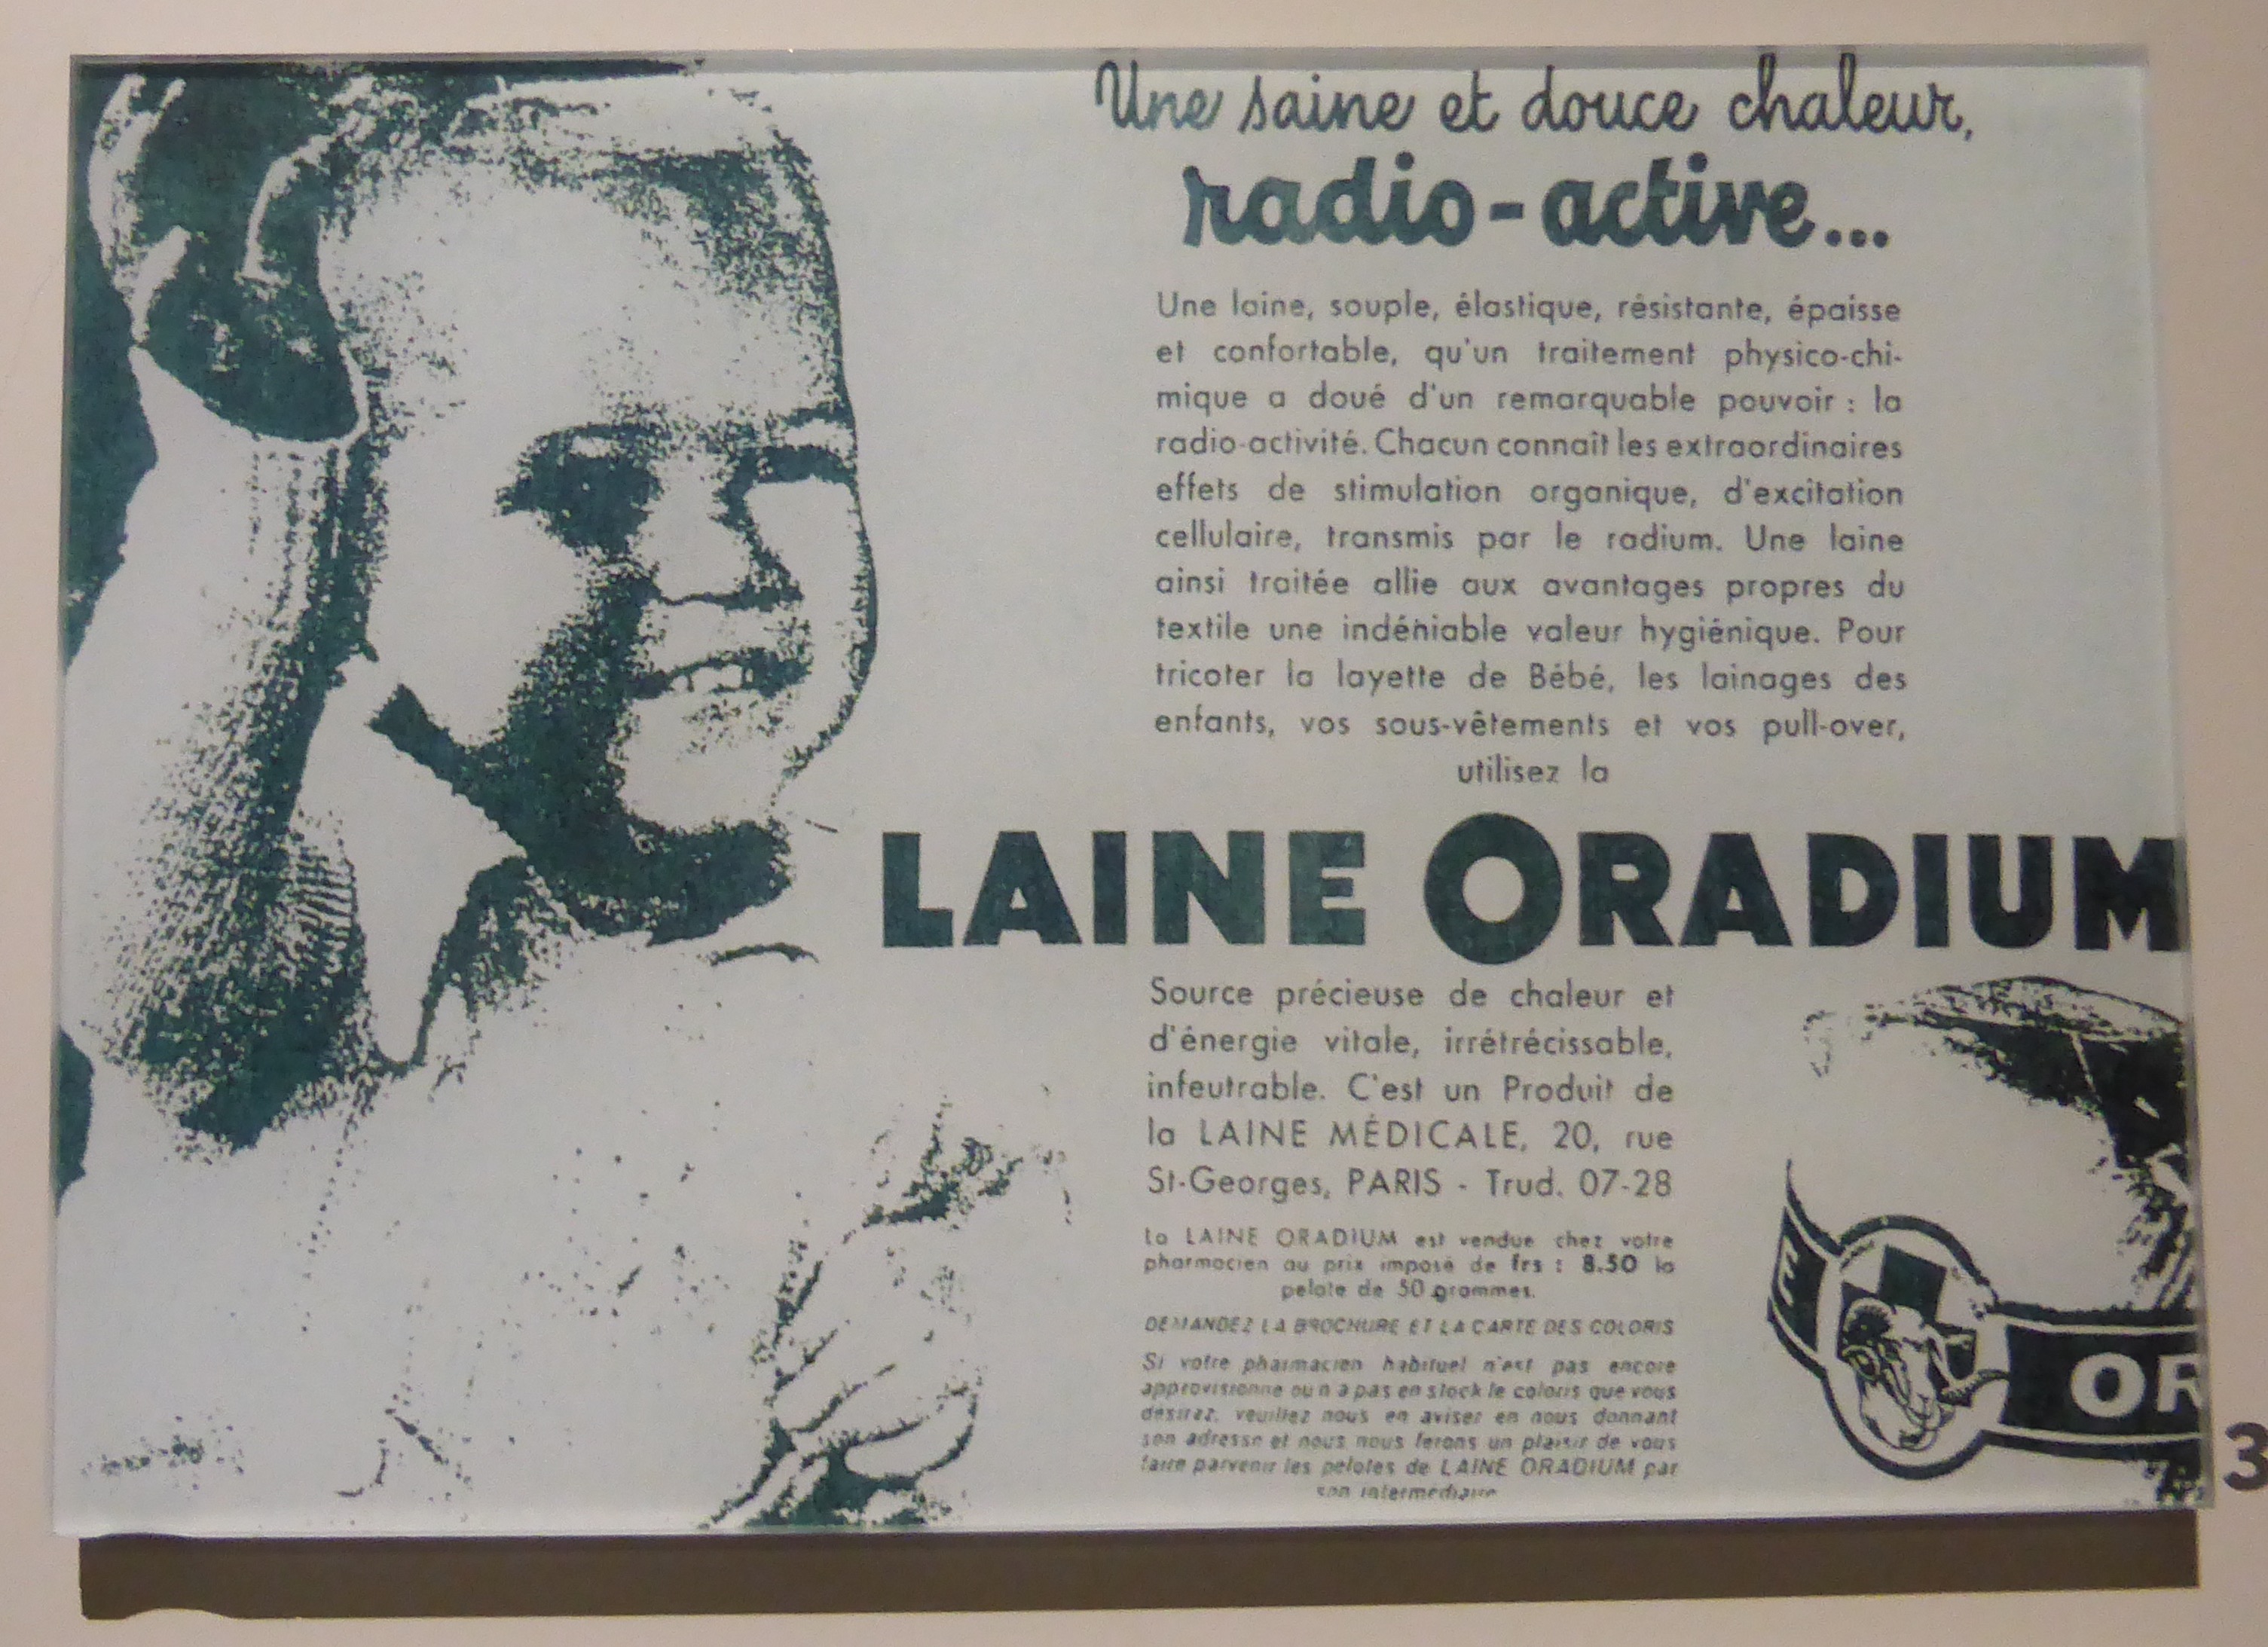 Une saine et douce chaleur,
radio-active...
Une laine, souple, élastique, résistante, épaisse
et confortable, qu'un traitement physico-chi-
mique a doué d'un remarquable pouvoir : la
radio-activité. Chacun connaît les extraordinaires
effets de stimulation organique, d'excitation
cellulaire, transmis par le radium. Une laine
ainsi traitée allie aux avantages propres du
textile une indéniable valeur hygiénique. Pour
tricoter la layette de Bébé, les lainages des
enfants, vos sous-vêtements et vos pull-over,
utilisez la
LAINE ORADIUM
Source précieuse de chaleur et
d'énergie vitale, irrétrécissable,
infeutrable. C'est un Produit de
la LAINE MÉDICALE, 20, rue
St-Georges, PARIS - Trud. 07-28
La LAINE ORADIUM est vendue chez votre
pharmacien au prix imposé de frs : 8.50 la
pelote de 50 grammes.
DEMANDEZ LA BROCHURE ET LA CARTE DES COLORIS
Si votre pharmacien habituel n'est pas encore
approvisionné ou n'a pas en stock le coloris que vous
désirez, veuillez nous en aviser en nous donnant
son adresse et nous nous ferons un plaisir de vous
faire parvenir les pelotes de LAINE ORADIUM par
son intermédiaire
OR
3